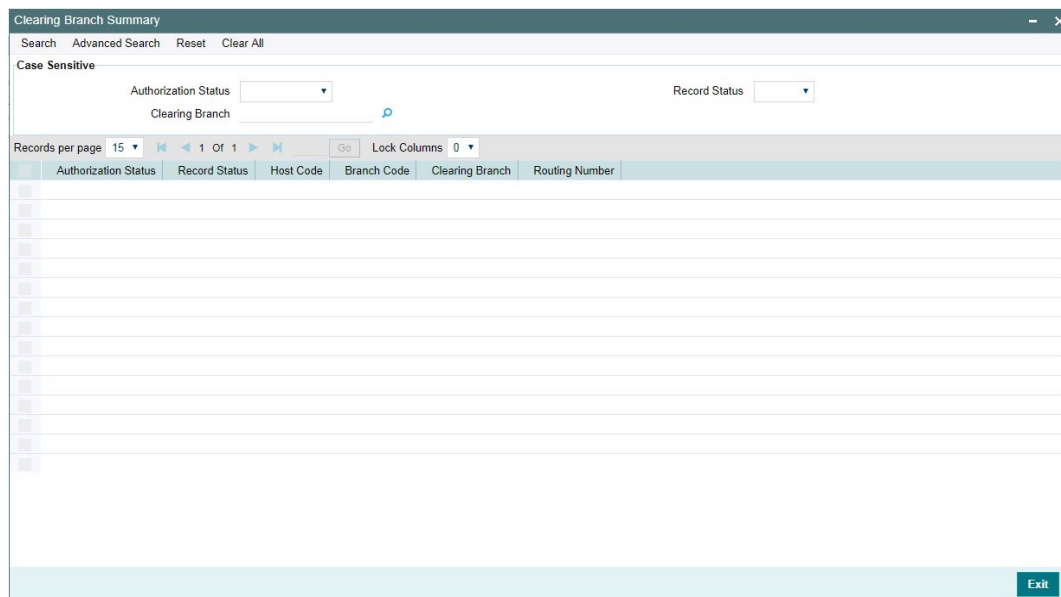 Clearing Branch Summary
Search Advanced Search Reset Clear All
Case Sensitive
Authorization Status Record Status
Clearing Branch
Records per page 15 1 Of 1 Go Lock Columns 0
Authorization Status Record Status Host Code Branch Code Clearing Branch Routing Number
Exit